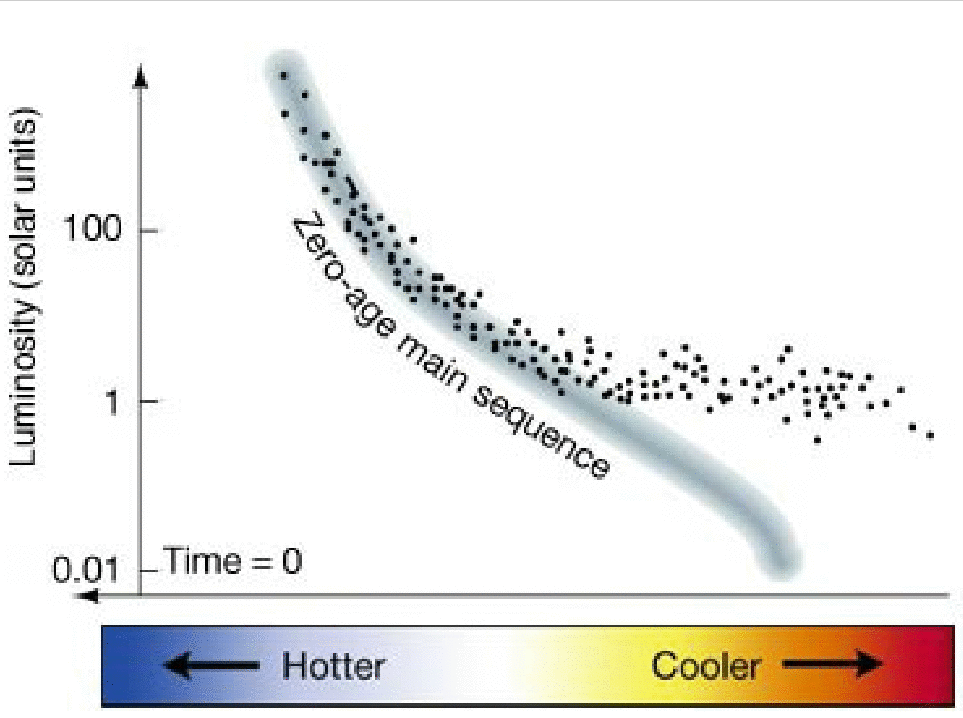 Luminosity (solar units)
100
1
0.01
Zero-age main sequence
Time = 0
Hotter
Cooler